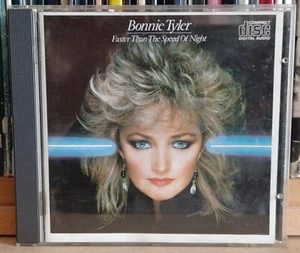 Bonnie Tyler
Faster Than The Speed Of Night
COMPACT
disc
DIGITAL AUDIO